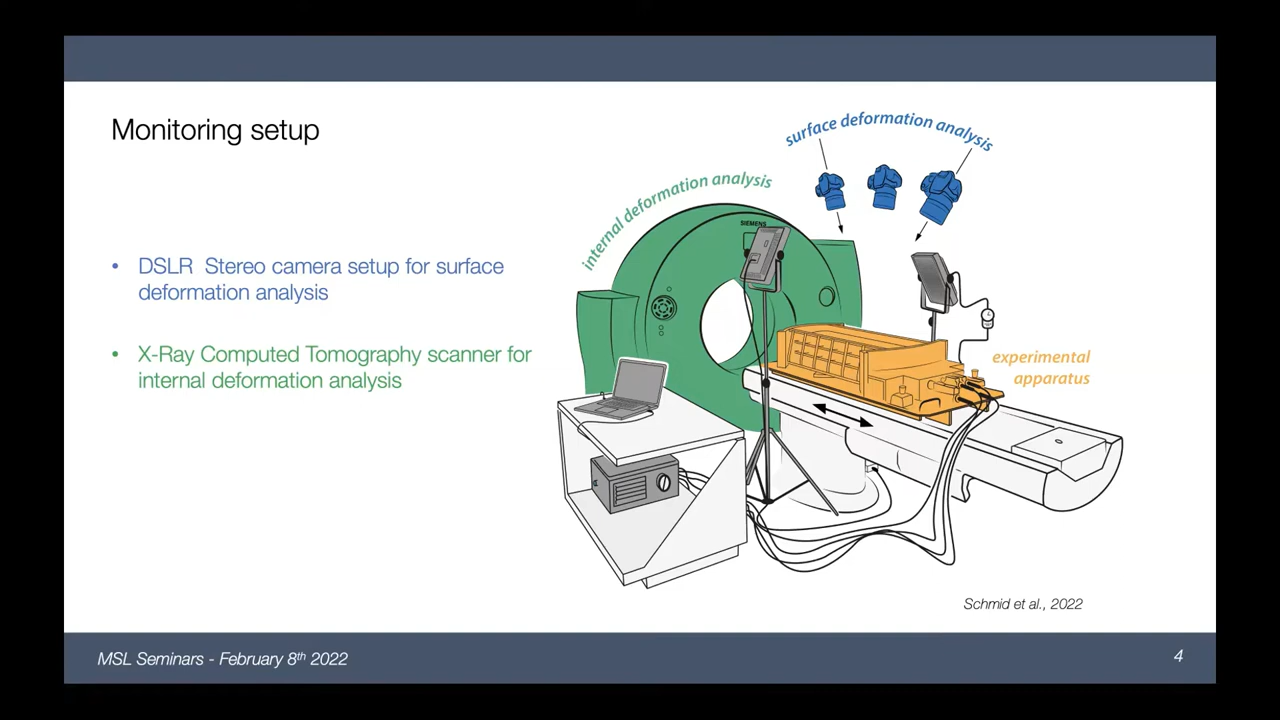 Monitoring setup
surface deformation analysis
internal deformation analysis
SIEMENS
• DSLR Stereo camera setup for surface
deformation analysis
• X-Ray Computed Tomography scanner for
internal deformation analysis
experimental
apparatus
Schmid et al., 2022
MSL Seminars - February 8th 2022
4